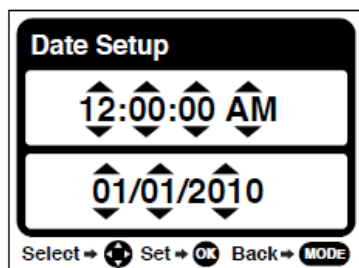 Date Setup
12:00:00 AM
01/01/2010
Select → Set → OK Back → MODE